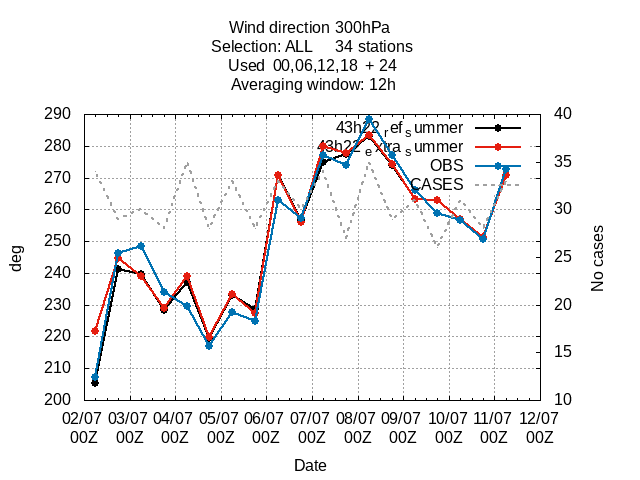 Wind direction 300hPa
Selection: ALL 34 stations
Used 00,06,12,18 + 24
Averaging window: 12h
290
280
270
260
250
240
230
220
210
200
deg
40
35
30
25
20
15
10
No cases
43h22refsummer
43h22extrasummer
OBS
CASES
02/07 03/07 04/07 05/07 06/07 07/07 08/07 09/07 10/07 11/07 12/07
00Z 00Z 00Z 00Z 00Z 00Z 00Z 00Z 00Z 00Z 00Z
Date